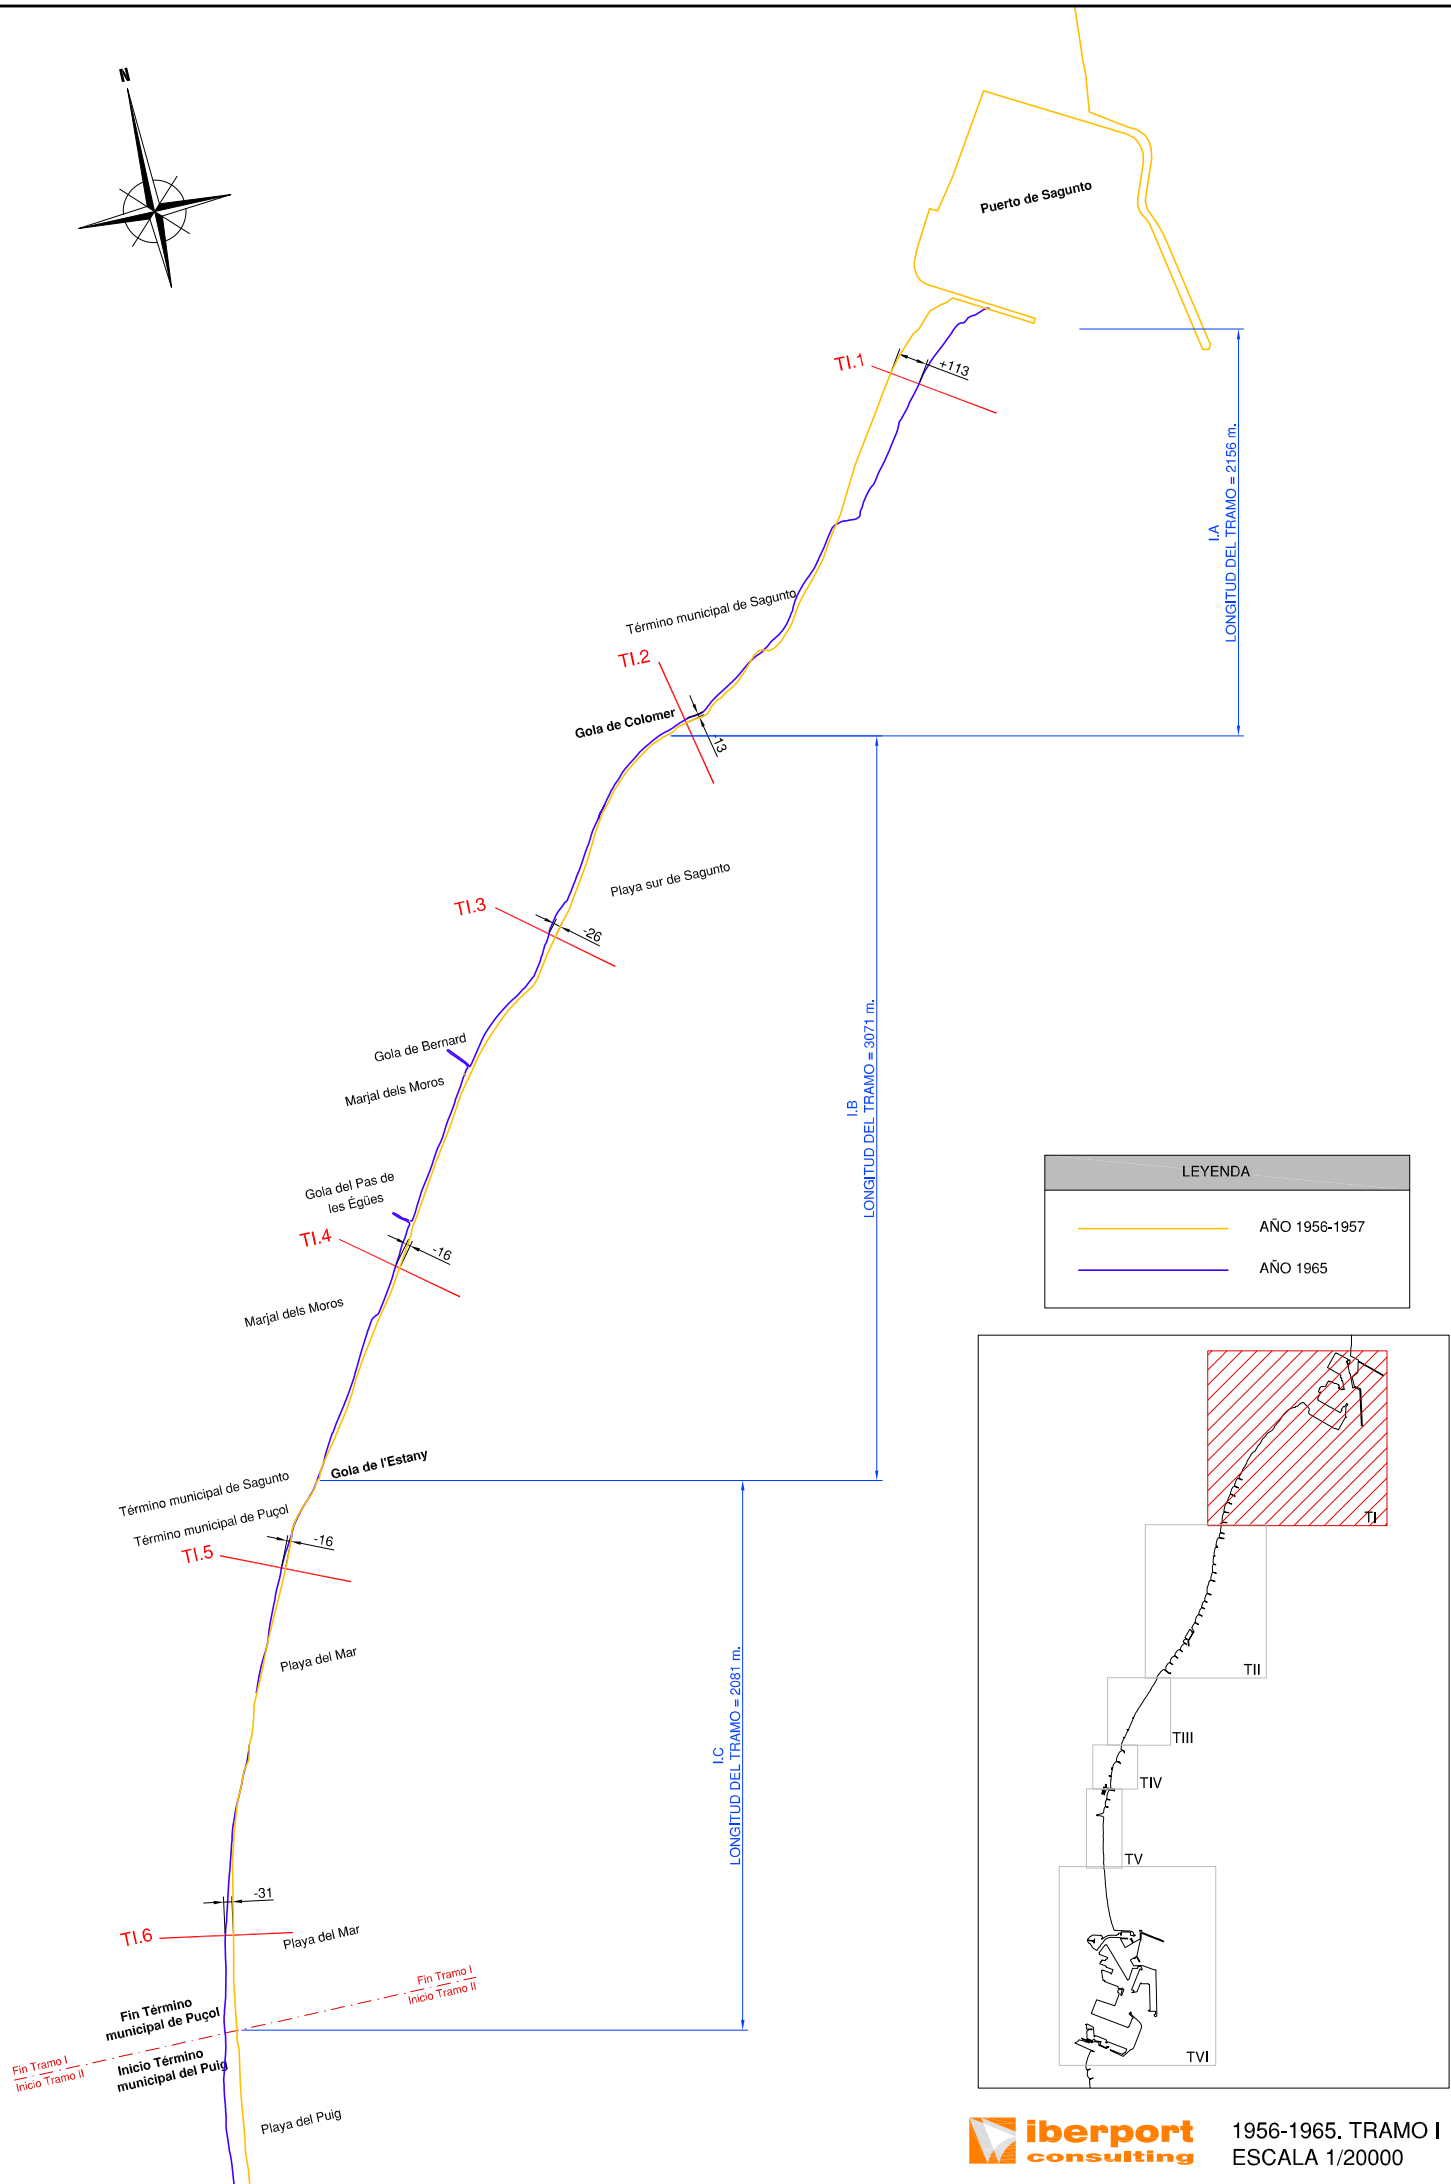 N
Puerto de Sagunto
TI.1
+113
I.A
LONGITUD DEL TRAMO = 2156 m.
Término municipal de Sagunto
TI.2
Gola de Colomer
-13
Playa sur de Sagunto
TI.3
-26
Gola de Bernard
Marjal dels Moros
I.B
LONGITUD DEL TRAMO = 3071 m.
Gola del Pas de
les Égües
TI.4
-16
Marjal dels Moros
LEYENDA
AÑO 1956-1957
AÑO 1965
Gola de l'Estany
Término municipal de Sagunto
Término municipal de Puçol
TI.5
-16
Playa del Mar
I.C
LONGITUD DEL TRAMO = 2081 m.
-31
TI.6
Playa del Mar
Fin Tramo I
Inicio Tramo II
Fin Término
municipal de Puçol
Fin Tramo I
Inicio Tramo II
Inicio Término
municipal del Puig
Playa del Puig
TI
TII
TIII
TIV
TV
TVI
iberport
consulting
1956-1965. TRAMO I
ESCALA 1/20000